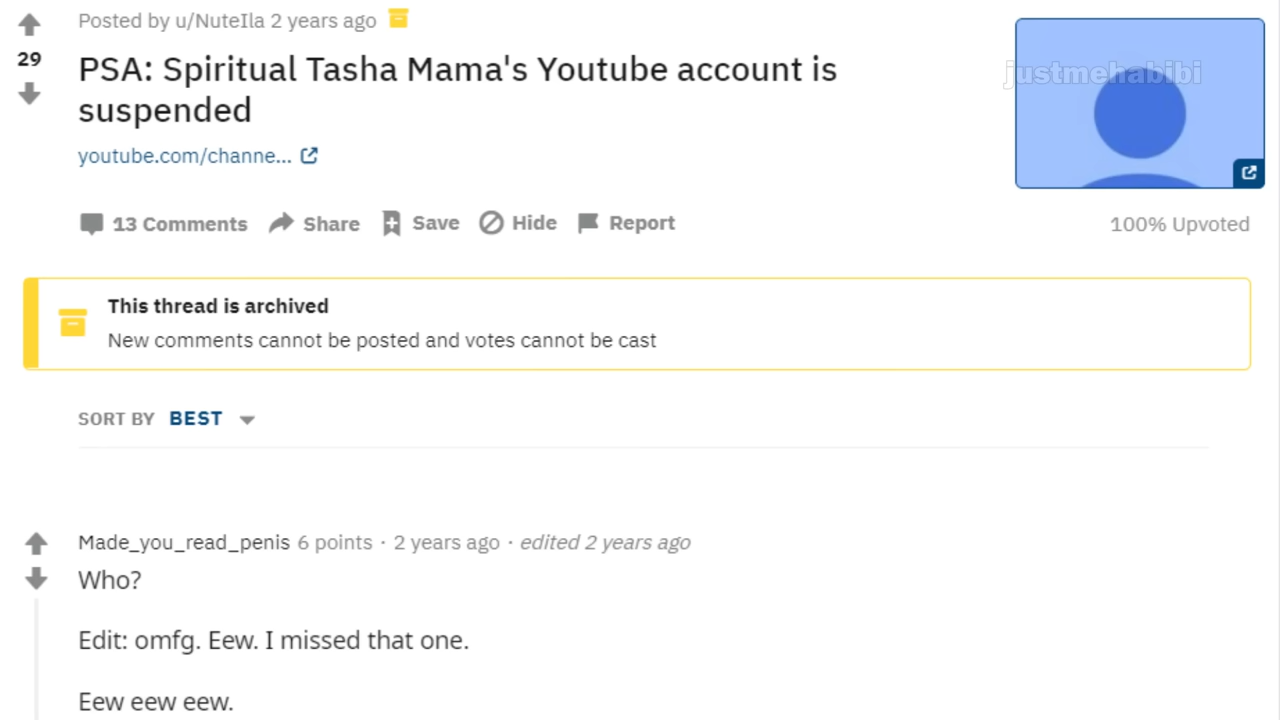 Posted by u/NuteIla 2 years ago
29
PSA: Spiritual Tasha Mama's Youtube account is
suspended
justmehabibi
youtube.com/channe...
13 Comments Share Save Hide Report
100% Upvoted
This thread is archived
New comments cannot be posted and votes cannot be cast
SORT BY BEST
Made_you_read_penis 6 points · 2 years ago · edited 2 years ago
Who?
Edit: omfg. Eew. I missed that one.
Eew eew eew.